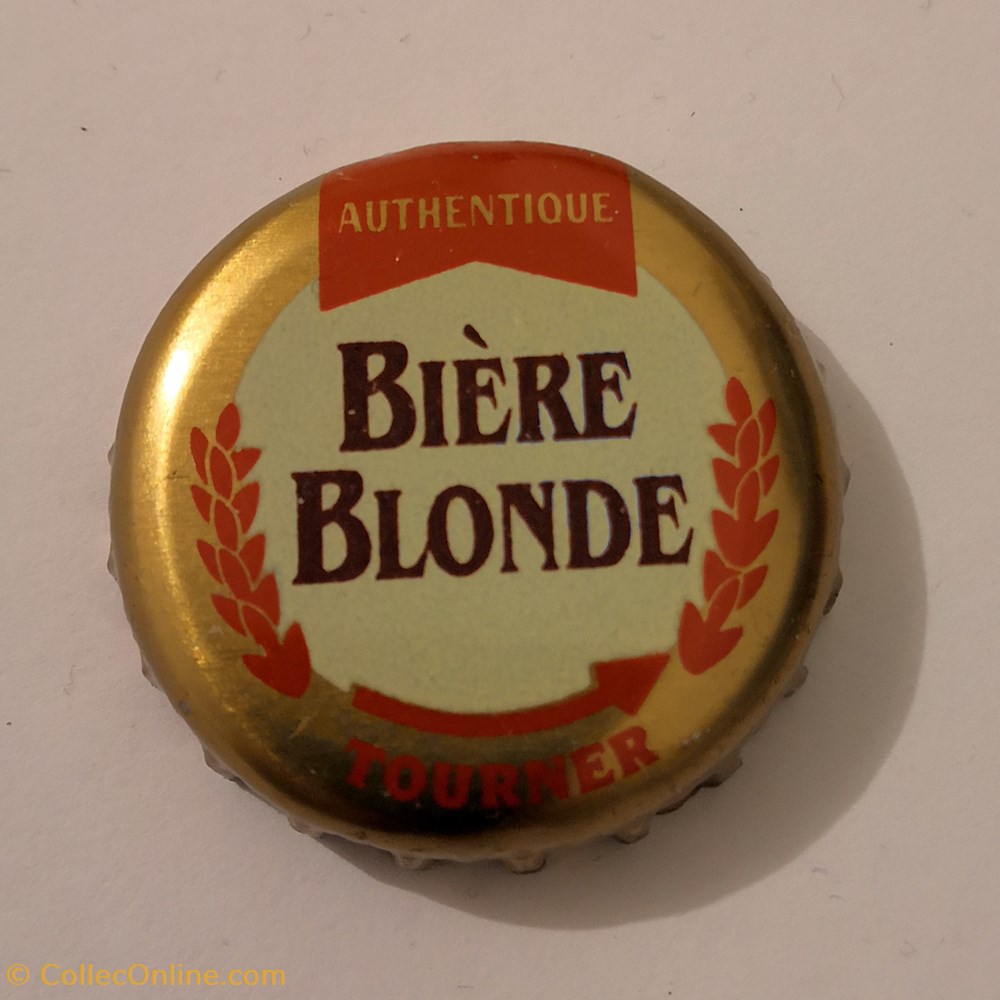 AUTHENTIQUE
BIÈRE
BLONDE
TOURNER
© CollecOnline.com